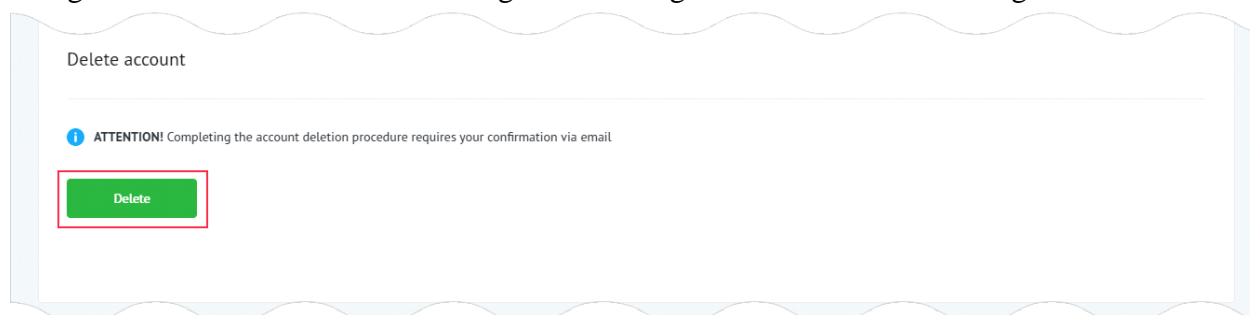 Delete account
ATTENTION! Completing the account deletion procedure requires your confirmation via email
Delete